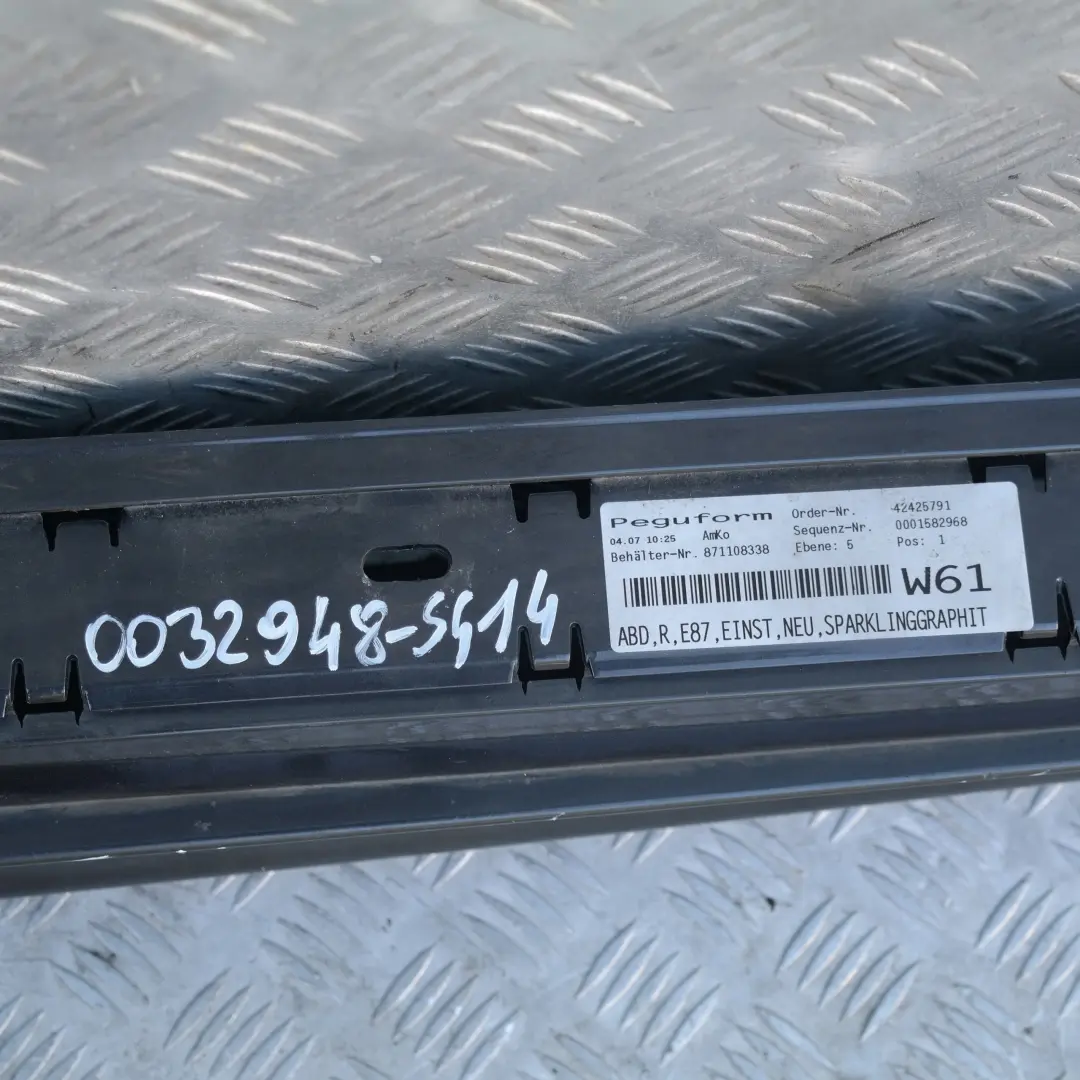 Peguform
Order-Nr. 42425791
04.07 10:25 AmKo
Sequenz-Nr. 0001582968
Behälter-Nr. 871108338
Ebene: 5 Pos: 1
W61
ABD,R,E87,EINST,NEU,SPARKLINGGRAPHIT
0032948-SG14